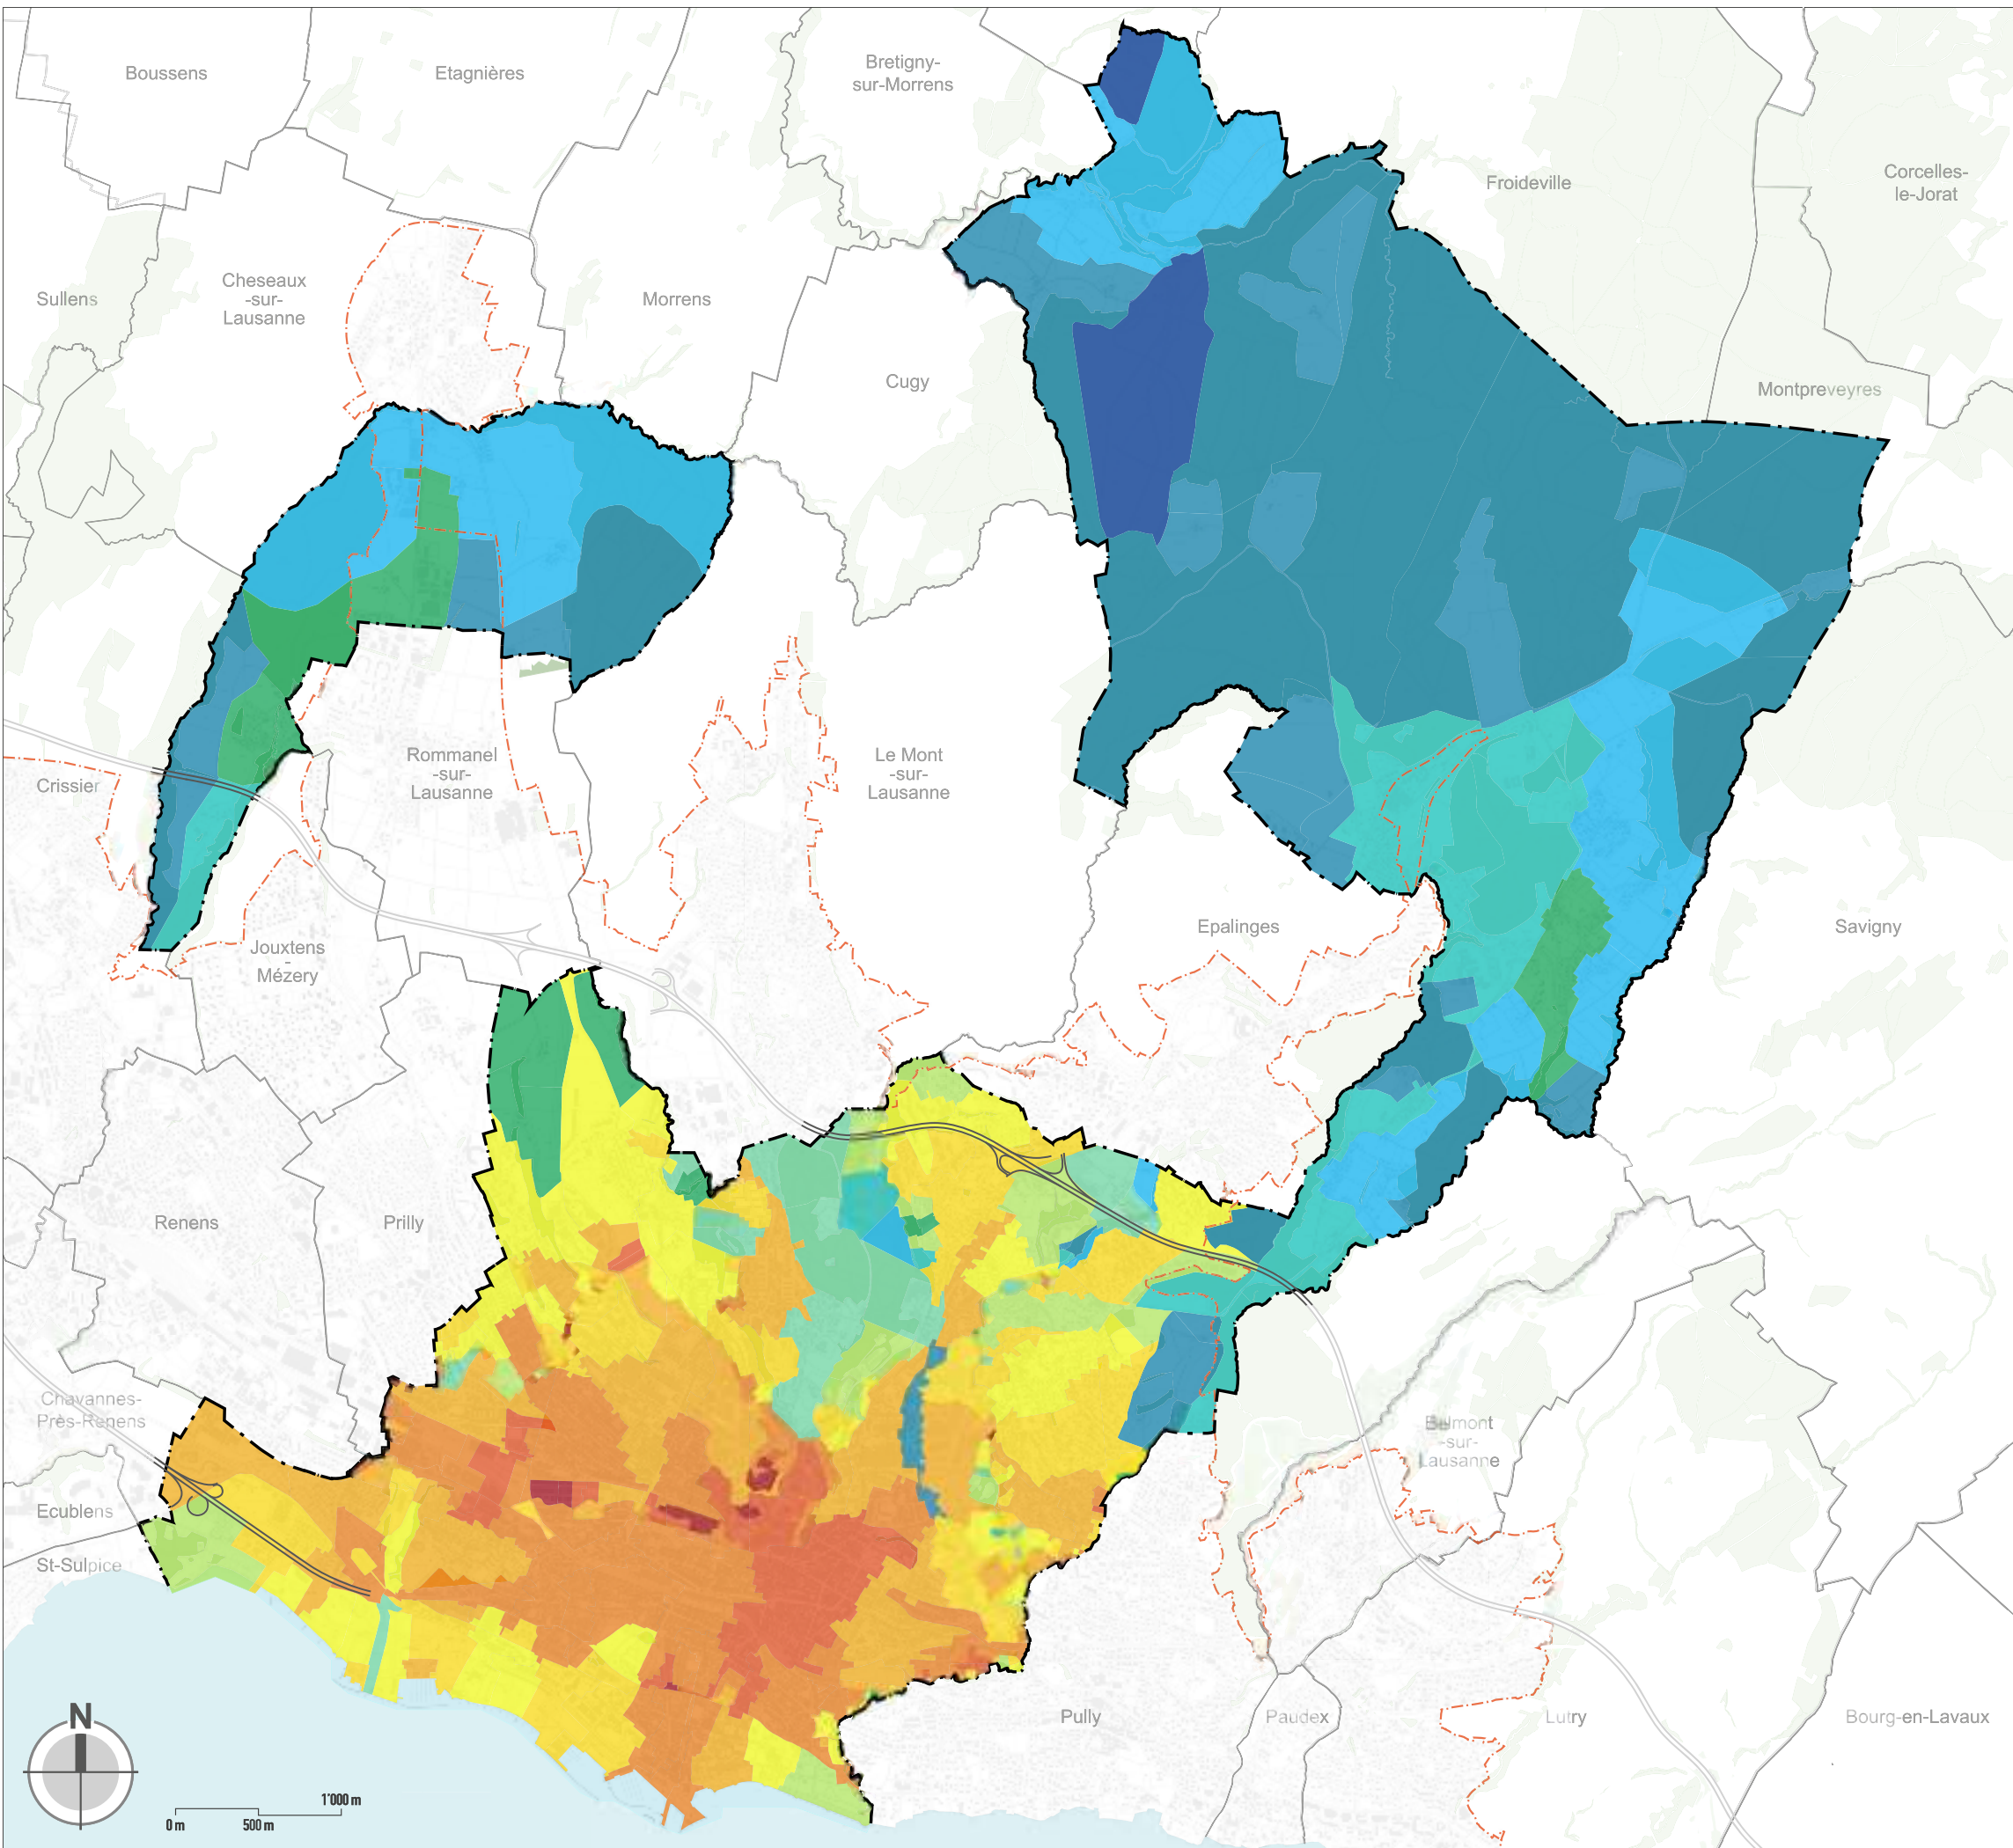 Boussens
Etagnières
Bretigny-
sur-Morrens
Froideville
Corcelles-
le-Jorat
Sullens
Cheseaux
-sur-
Lausanne
Morrens
Cugy
Montpreveyres
Crissier
Rommanel
-sur-
Lausanne
Le Mont
-sur-
Lausanne
Jouxtens
-
Mézery
Epalinges
Savigny
Renens
Prilly
Chavannes-
Près-Renens
Belmont
-sur-
Lausanne
Ecublens
St-Sulpice
Pully
Paudex
Lutry
Bourg-en-Lavaux
N
1'000 m
0 m
500 m